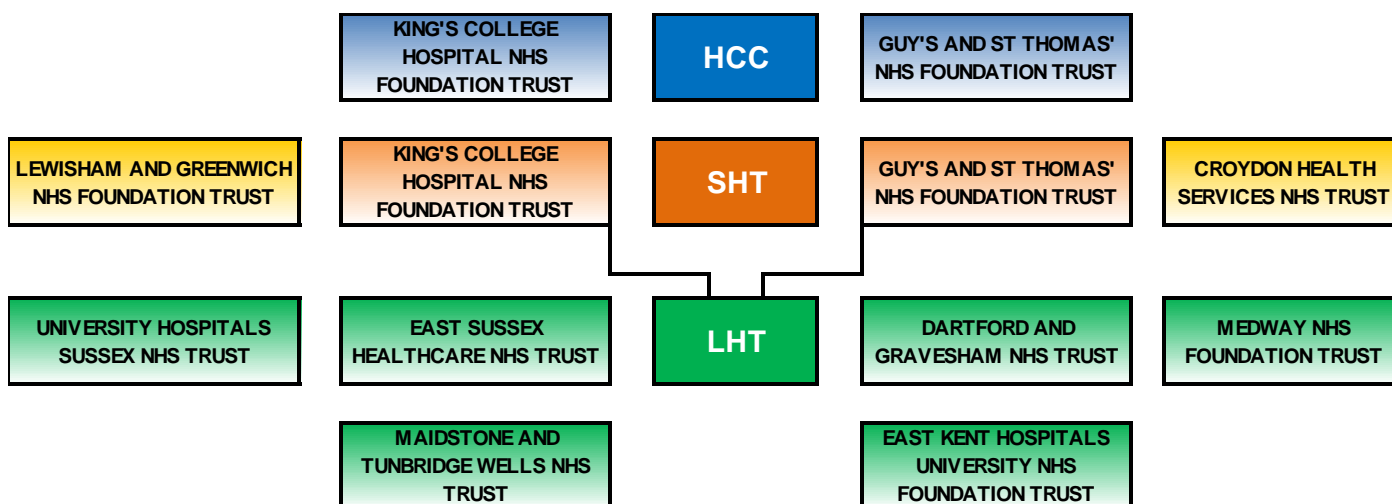 KING'S COLLEGE
HOSPITAL NHS
FOUNDATION TRUST
HCC
GUY'S AND ST THOMAS'
NHS FOUNDATION TRUST
LEWISHAM AND GREENWICH
NHS FOUNDATION TRUST
KING'S COLLEGE
HOSPITAL NHS
FOUNDATION TRUST
SHT
GUY'S AND ST THOMAS'
NHS FOUNDATION TRUST
CROYDON HEALTH
SERVICES NHS TRUST
UNIVERSITY HOSPITALS
SUSSEX NHS TRUST
EAST SUSSEX
HEALTHCARE NHS TRUST
LHT
DARTFORD AND
GRAVESHAM NHS TRUST
MEDWAY NHS
FOUNDATION TRUST
MAIDSTONE AND
TUNBRIDGE WELLS NHS
TRUST
EAST KENT HOSPITALS
UNIVERSITY NHS
FOUNDATION TRUST